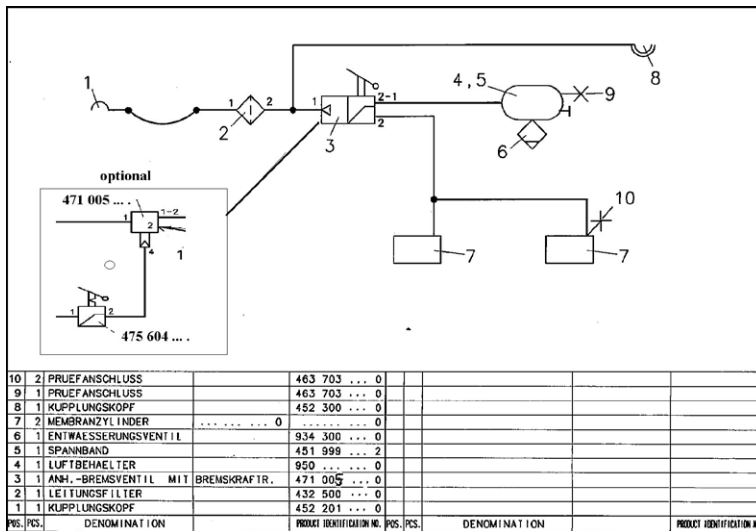 1
1
2
2
1
2-1
2
3
4,5
6
8
9
10
7
7
optional
471 005 ... .
1
1-2
2
4
1
1
2
475 604 ... .
10 2 PRUEFANSCHLUSS 463 703 ... 0
9 1 PRUEFANSCHLUSS 463 703 ... 0
8 1 KUPPLUNGSKOPF 452 300 ... 0
7 2 MEMBRANZYLINDER ... ... ... 0 ... ... ... 0
6 1 ENTWAESSERUNGSVENTIL 934 300 ... 0
5 1 SPANNBAND 451 999 ... 2
4 1 LUFTBEHAELTER 950 ... ... 0
3 1 ANH.-BREMSVENTIL MIT BREMSKRAFTR. 471 005 ... 0
2 1 LEITUNGSFILTER 432 500 ... 0
1 1 KUPPLUNGSKOPF 452 201 ... 0
POS. PCS. DENOMINATION PRODUCT IDENTIFICATION NO. POS. PCS. DENOMINATION PRODUCT IDENTIFICATION N